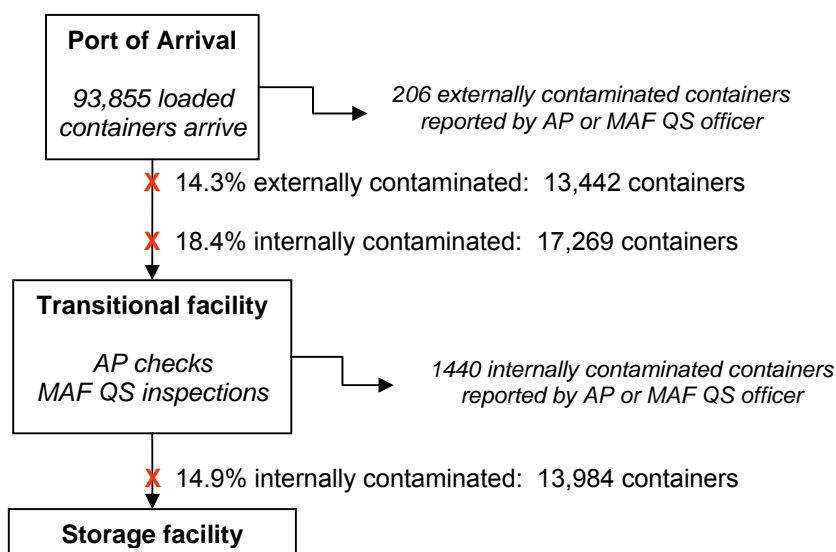 Port of Arrival
93,855 loaded
containers arrive
206 externally contaminated containers
reported by AP or MAF QS officer
X 14.3% externally contaminated: 13,442 containers
X 18.4% internally contaminated: 17,269 containers
Transitional facility
AP checks
MAF QS inspections
1440 internally contaminated containers
reported by AP or MAF QS officer
X 14.9% internally contaminated: 13,984 containers
Storage facility